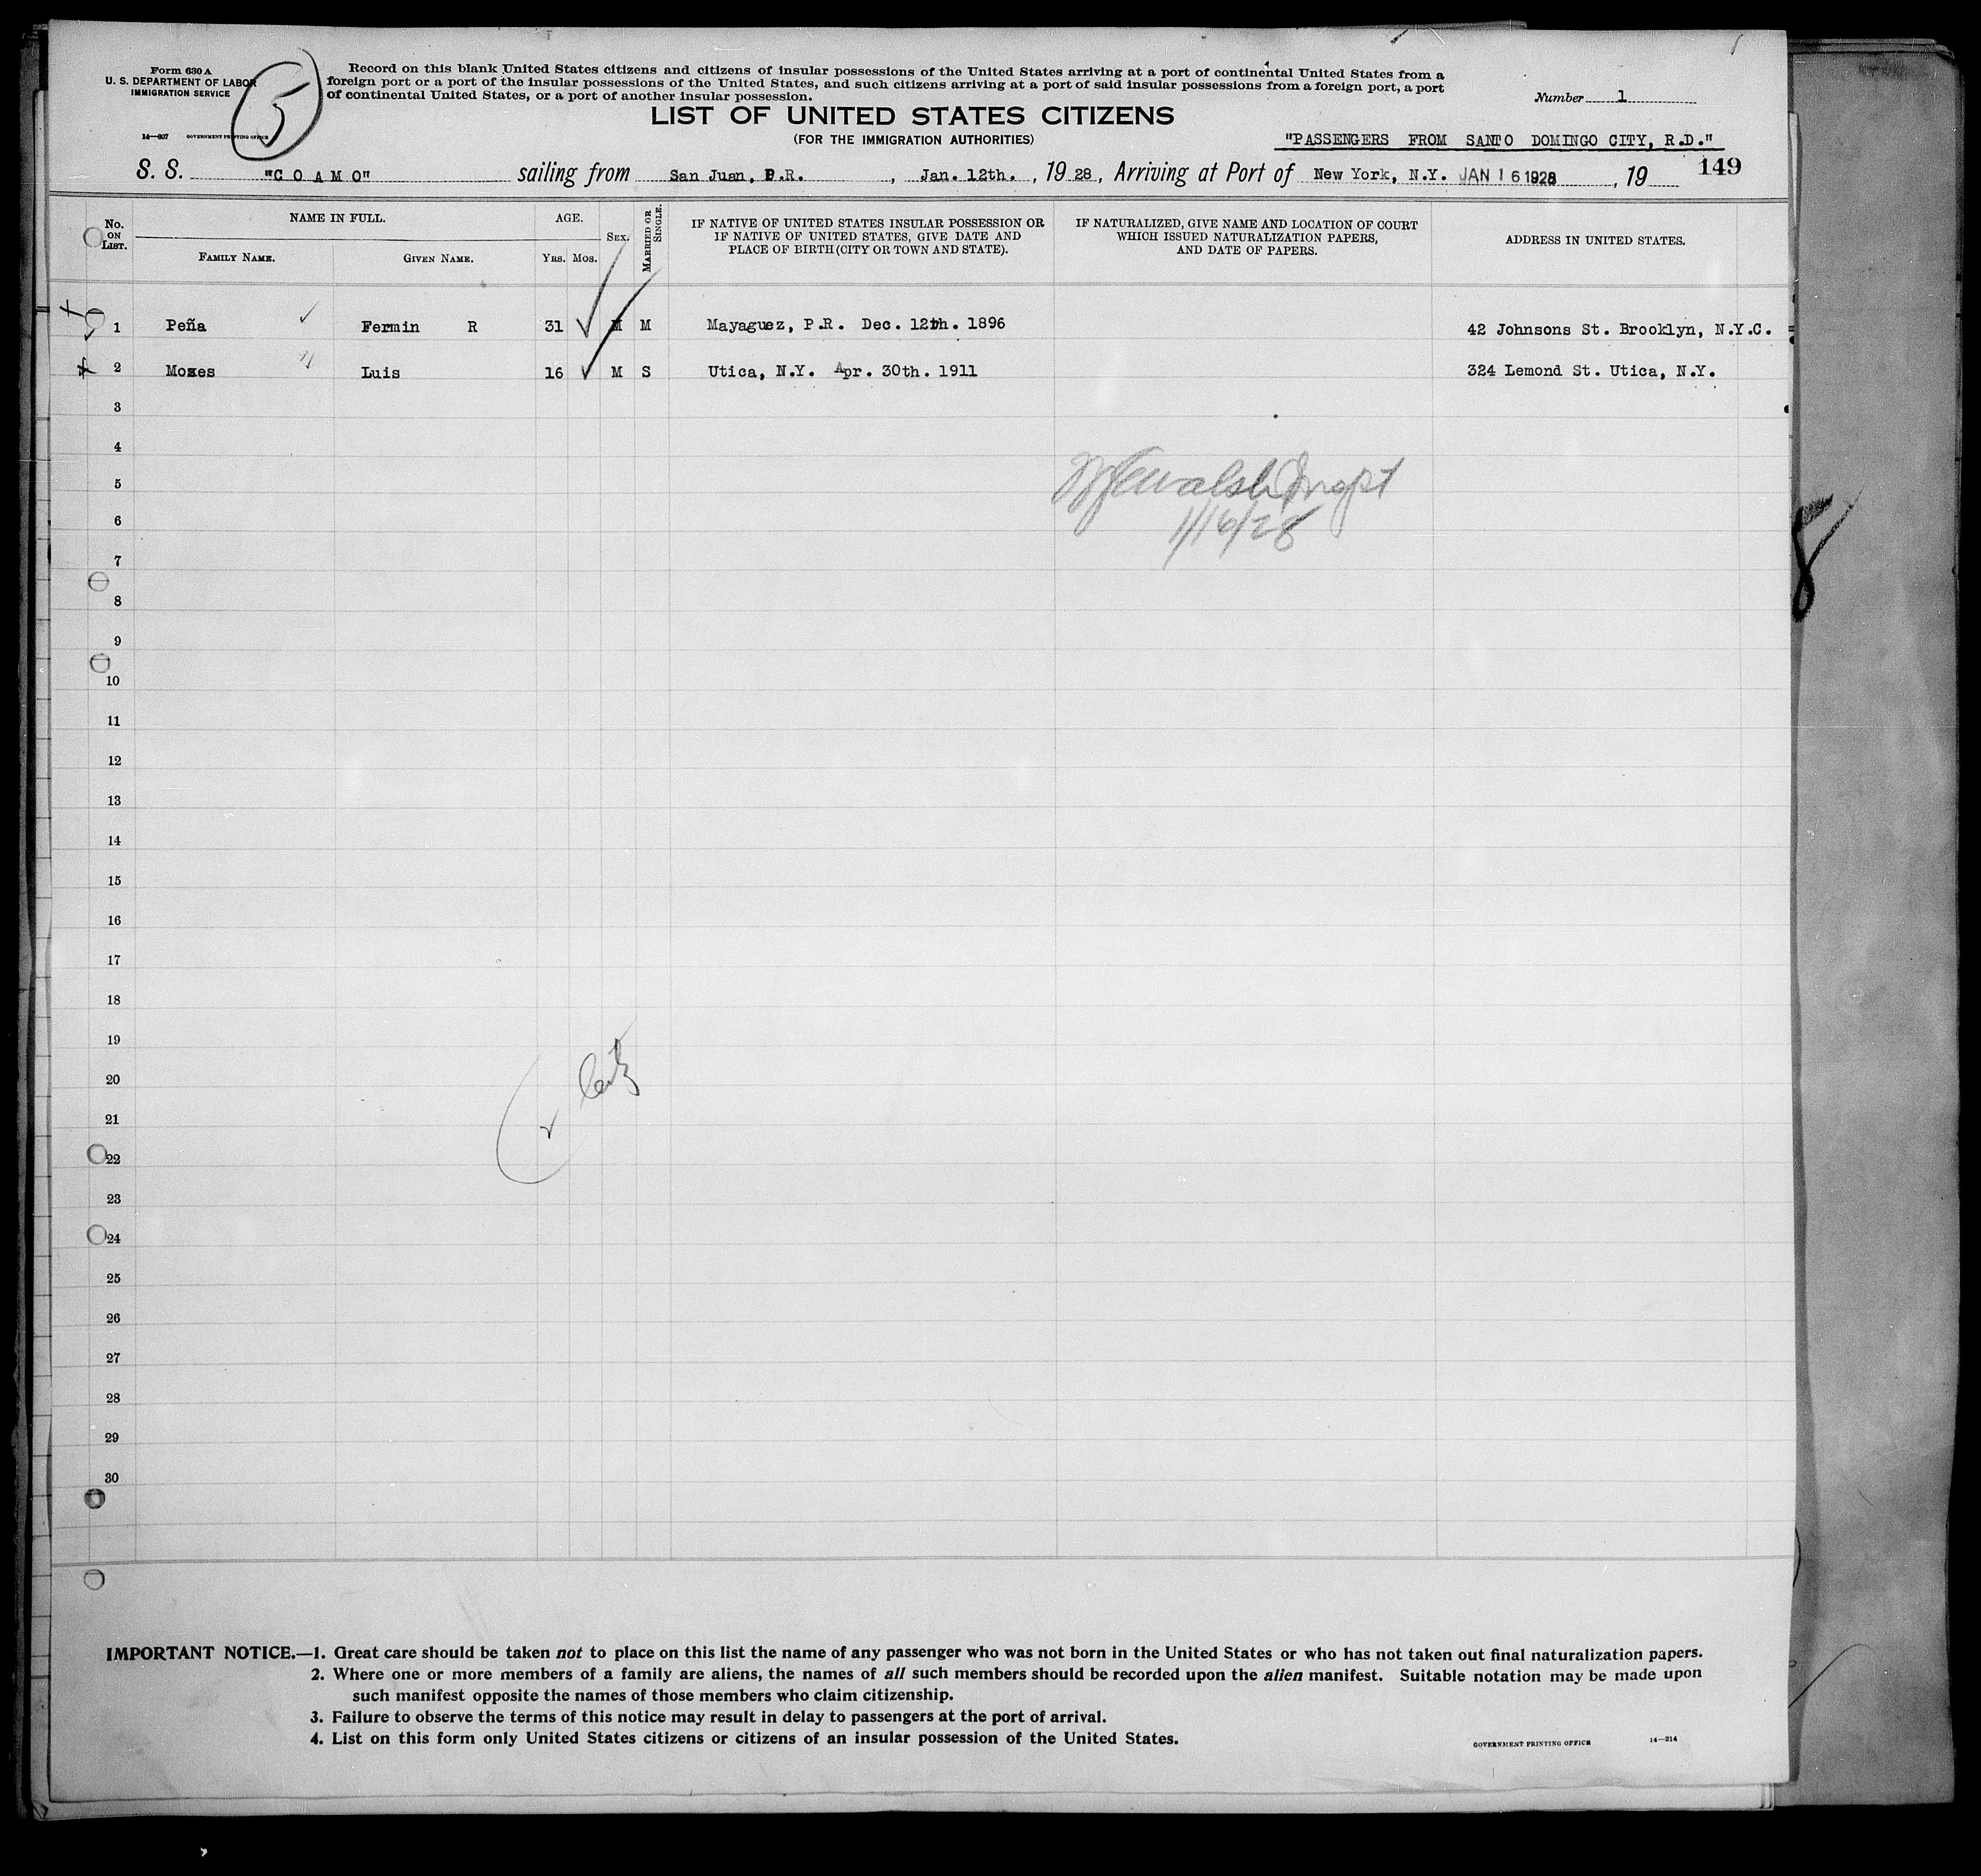 Form 630 A
U. S. DEPARTMENT OF LABOR
IMMIGRATION SERVICE
14—607 GOVERNMENT PRINTING OFFICE
5
Record on this blank United States citizens and citizens of insular possessions of the United States arriving at a port of continental United States from a
foreign port or a port of the insular possessions of the United States, and such citizens arriving at a port of said insular possessions from a foreign port, a port
of continental United States, or a port of another insular possession.
Number 1
LIST OF UNITED STATES CITIZENS
(FOR THE IMMIGRATION AUTHORITIES)
"PASSENGERS FROM SANTO DOMINGO CITY, R.D."
149
S. S. "C O A M O" sailing from San Juan, P.R. , Jan. 12th. , 19 28, Arriving at Port of New York, N.Y. JAN 16 1928 , 19
No. ON LIST.
NAME IN FULL.
FAMILY NAME. GIVEN NAME.
AGE.
YRS. MOS.
SEX.
MARRIED OR SINGLE.
IF NATIVE OF UNITED STATES INSULAR POSSESSION OR
IF NATIVE OF UNITED STATES, GIVE DATE AND
PLACE OF BIRTH (CITY OR TOWN AND STATE).
IF NATURALIZED, GIVE NAME AND LOCATION OF COURT
WHICH ISSUED NATURALIZATION PAPERS,
AND DATE OF PAPERS.
ADDRESS IN UNITED STATES.
1 Peña Fermin R 31 M M Mayaguez, P.R. Dec. 12th. 1896 42 Johnsons St. Brooklyn, N.Y.C.
2 Moses Luis 16 M S Utica, N.Y. Apr. 30th. 1911 324 Lemond St. Utica, N.Y.
3
4
5
Walsh Inspt
6
1/16/28
7
8
9
10
11
12
13
14
15
16
17
18
19
20
21
22
23
24
25
26
27
28
29
30
8
IMPORTANT NOTICE.—1. Great care should be taken not to place on this list the name of any passenger who was not born in the United States or who has not taken out final naturalization papers.
2. Where one or more members of a family are aliens, the names of all such members should be recorded upon the alien manifest. Suitable notation may be made upon
such manifest opposite the names of those members who claim citizenship.
3. Failure to observe the terms of this notice may result in delay to passengers at the port of arrival.
4. List on this form only United States citizens or citizens of an insular possession of the United States.
GOVERNMENT PRINTING OFFICE 14—214